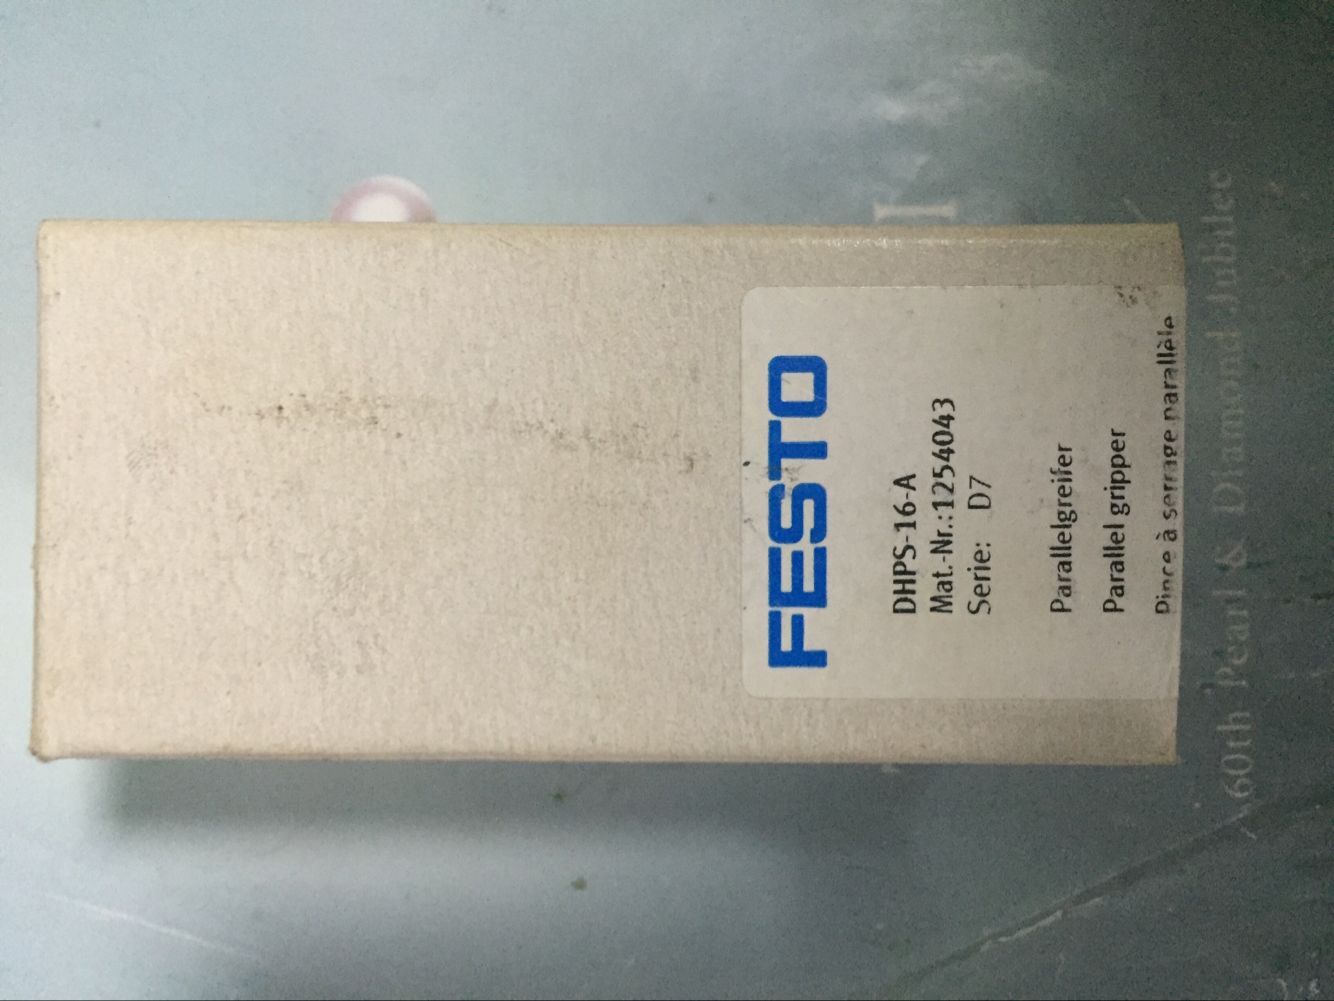 FESTO
DHPS-16-A
Mat.-Nr.:1254043
Serie: D7
Parallelgreifer
Parallel gripper
Pince à serrage parallèle
60th Pearl & Diamond Jubilee